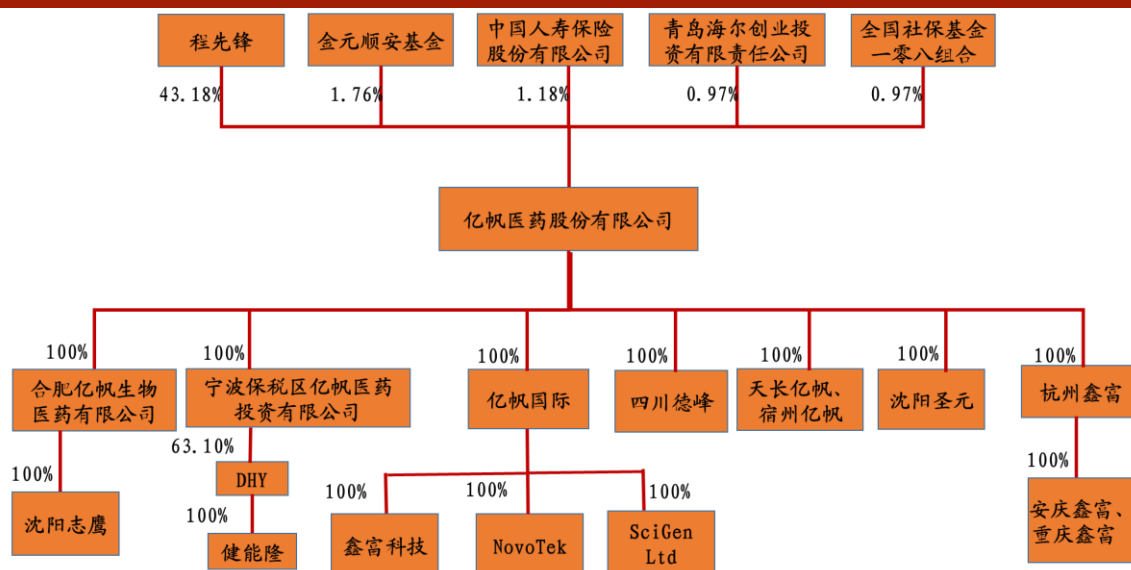 程先锋
金元顺安基金
中国人寿保险
股份有限公司
青岛海尔创业投
资有限责任公司
全国社保基金
一零八组合
43.18%
1.76%
1.18%
0.97%
0.97%
亿帆医药股份有限公司
100%
100%
100%
100%
100%
100%
100%
合肥亿帆生物
医药有限公司
宁波保税区亿帆医药
投资有限公司
亿帆国际
四川德峰
天长亿帆、
宿州亿帆
沈阳圣元
杭州鑫富
100%
63.10%
100%
沈阳志鹰
DHY
100%
健能隆
100%
100%
100%
鑫富科技
NovoTek
SciGen
Ltd
安庆鑫富、
重庆鑫富